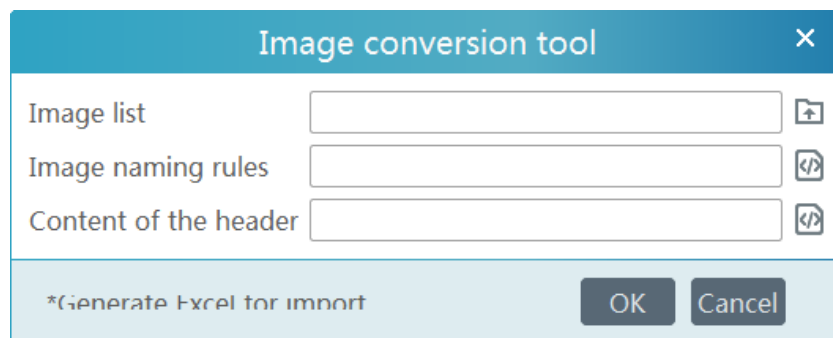 Image conversion tool
Image list
Image naming rules
Content of the header
*Generate Excel for import
OK Cancel